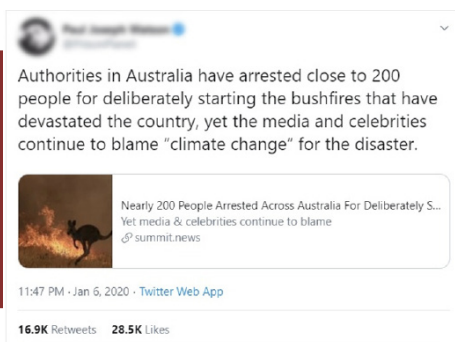 Authorities in Australia have arrested close to 200
people for deliberately starting the bushfires that have
devastated the country, yet the media and celebrities
continue to blame “climate change” for the disaster.
Nearly 200 People Arrested Across Australia For Deliberately S...
Yet media & celebrities continue to blame
summit.news
11:47 PM · Jan 6, 2020 · Twitter Web App
16.9K Retweets 28.5K Likes